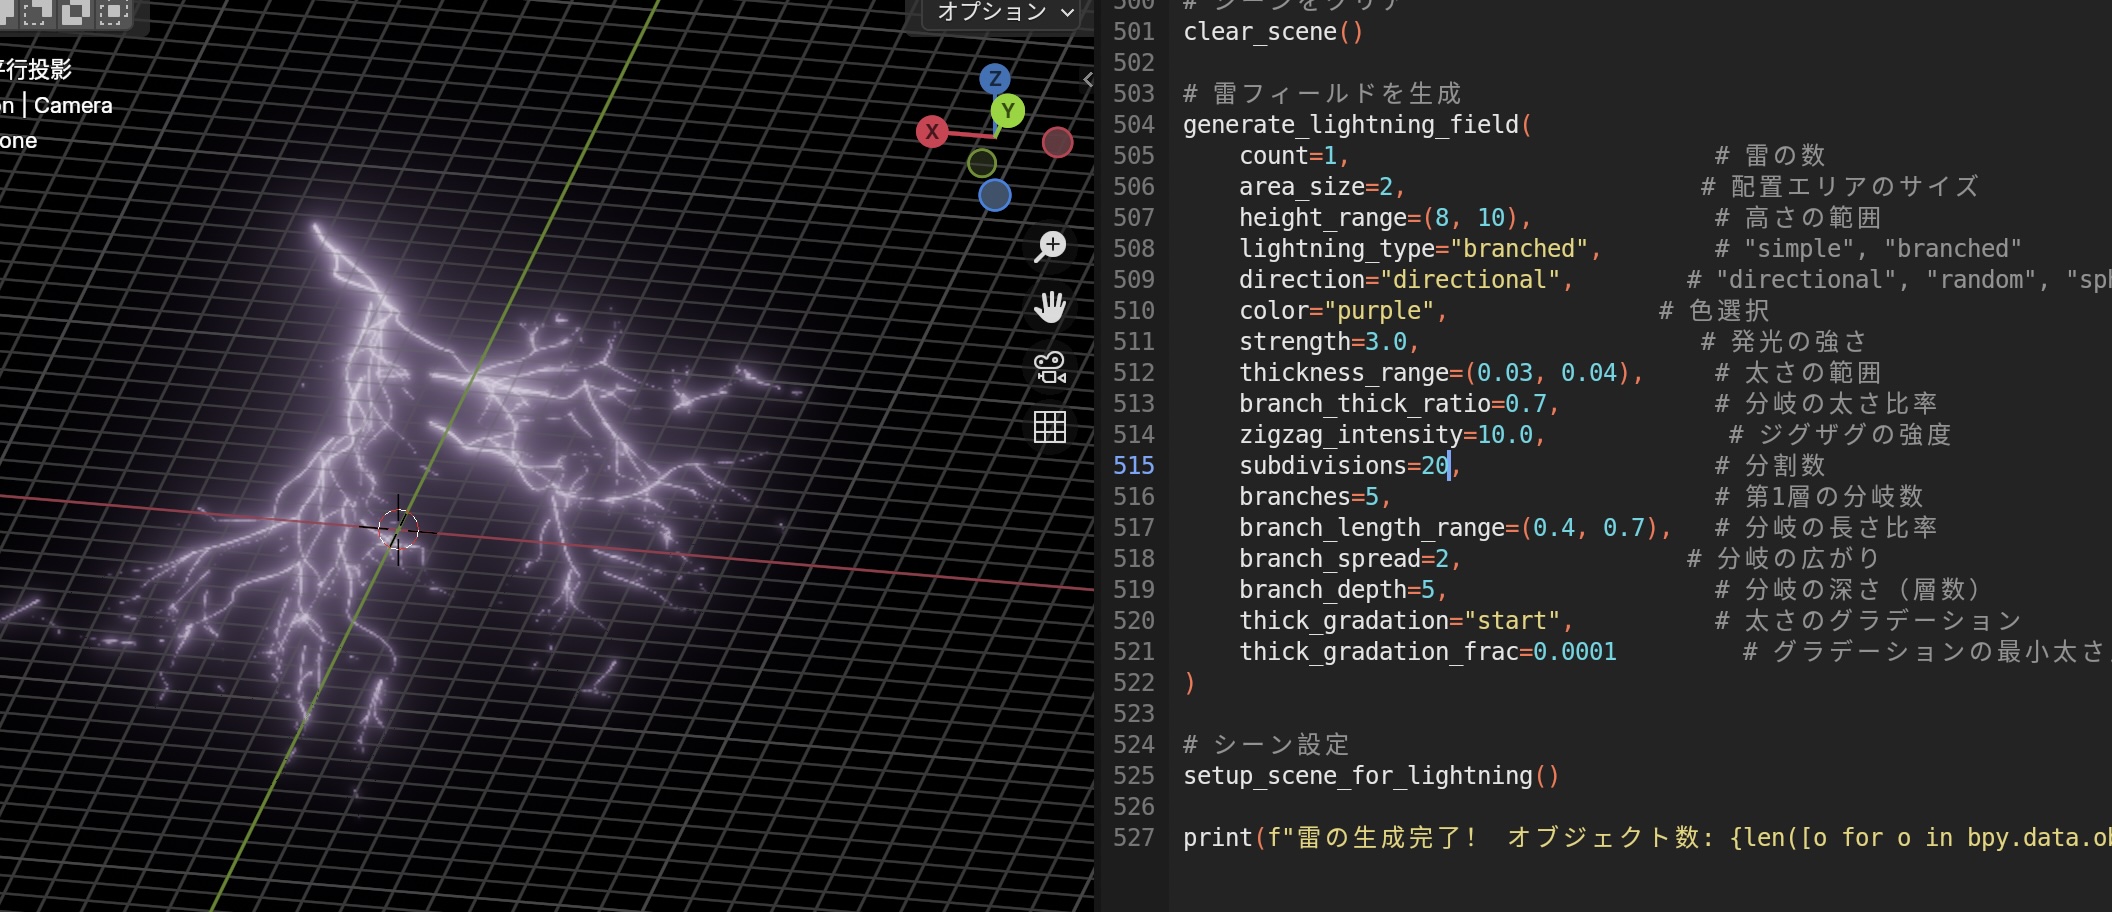 オプション
平行投影
on | Camera
one
Z
Y
X
500 # シーンをクリア
501 clear_scene()
502
503 # 雷フィールドを生成
504 generate_lightning_field(
505 count=1, # 雷の数
506 area_size=2, # 配置エリアのサイズ
507 height_range=(8, 10), # 高さの範囲
508 lightning_type="branched", # "simple", "branched"
509 direction="directional", # "directional", "random", "sph
510 color="purple", # 色選択
511 strength=3.0, # 発光の強さ
512 thickness_range=(0.03, 0.04), # 太さの範囲
513 branch_thick_ratio=0.7, # 分岐の太さ比率
514 zigzag_intensity=10.0, # ジグザグの強度
515 subdivisions=20, # 分割数
516 branches=5, # 第1層の分岐数
517 branch_length_range=(0.4, 0.7), # 分岐の長さ比率
518 branch_spread=2, # 分岐の広がり
519 branch_depth=5, # 分岐の深さ（層数）
520 thick_gradation="start", # 太さのグラデーション
521 thick_gradation_frac=0.0001 # グラデーションの最小太さ
522 )
523
524 # シーン設定
525 setup_scene_for_lightning()
526
527 print(f"雷の生成完了！ オブジェクト数: {len([o for o in bpy.data.ob